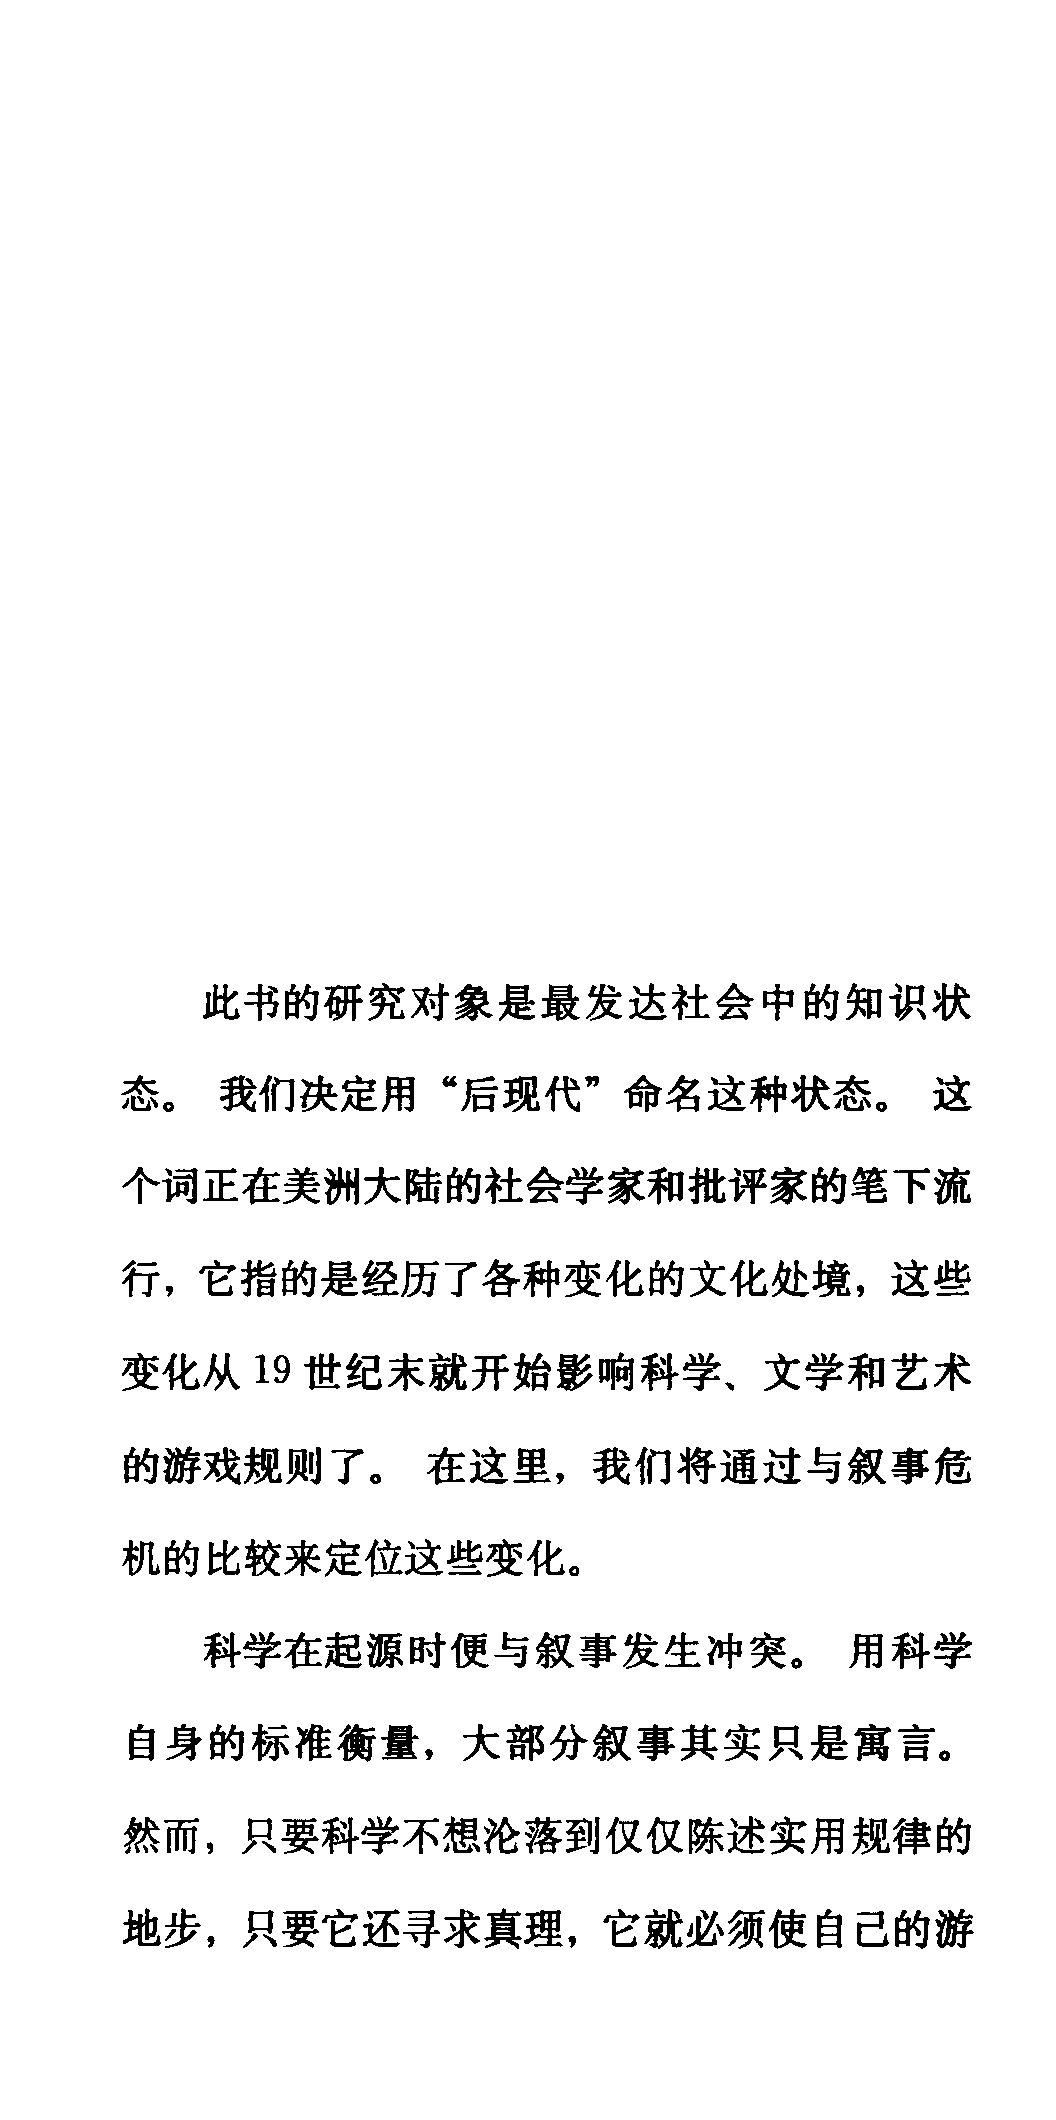 此书的研究对象是最发达社会中的知识状
态。 我们决定用“后现代”命名这种状态。 这
个词正在美洲大陆的社会学家和批评家的笔下流
行，它指的是经历了各种变化的文化处境，这些
变化从 19 世纪末就开始影响科学、文学和艺术
的游戏规则了。 在这里，我们将通过与叙事危
机的比较来定位这些变化。
科学在起源时便与叙事发生冲突。 用科学
自身的标准衡量，大部分叙事其实只是寓言。
然而，只要科学不想沦落到仅仅陈述实用规律的
地步，只要它还寻求真理，它就必须使自己的游